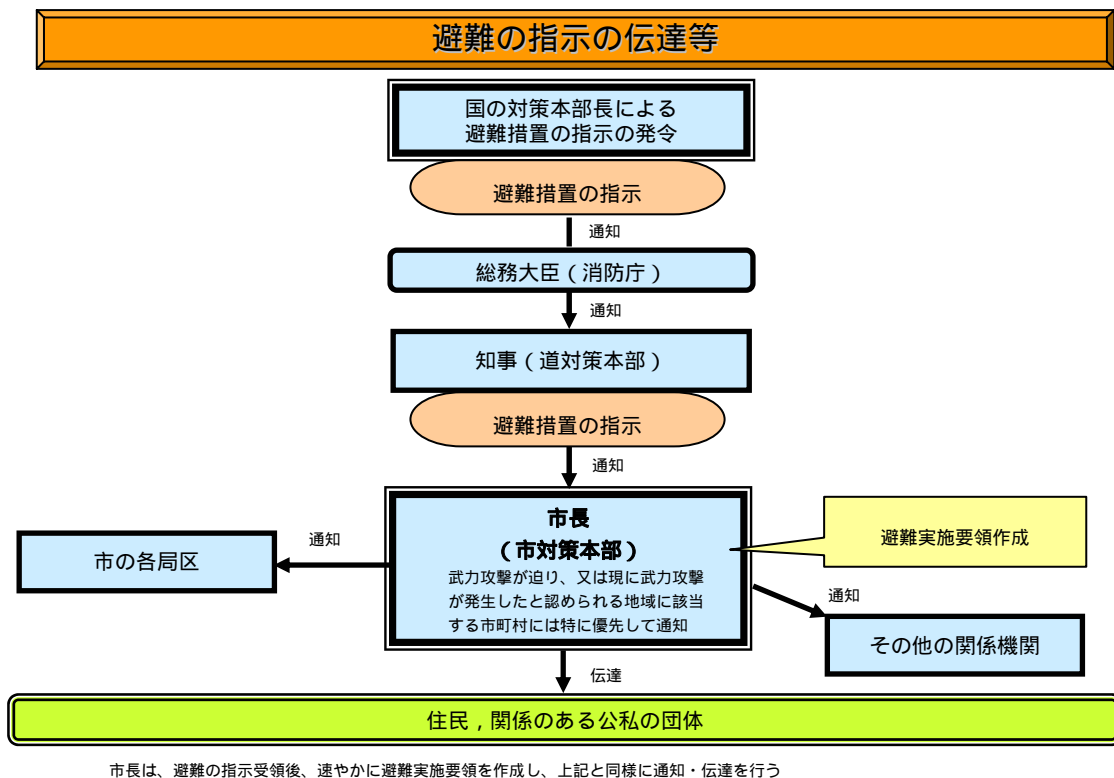 避難の指示の伝達等
国の対策本部長による
避難措置の指示の発令
避難措置の指示
通知
総務大臣(消防庁)
通知
知事(道対策本部)
避難措置の指示
通知
市長
(市対策本部)
武力攻撃が迫り、又は現に武力攻撃
が発生したと認められる地域に該当
する市町村には特に優先して通知
避難実施要領作成
通知
市の各局区
通知
その他の関係機関
伝達
住民,関係のある公私の団体
市長は、避難の指示受領後、速やかに避難実施要領を作成し、上記と同様に通知・伝達を行う